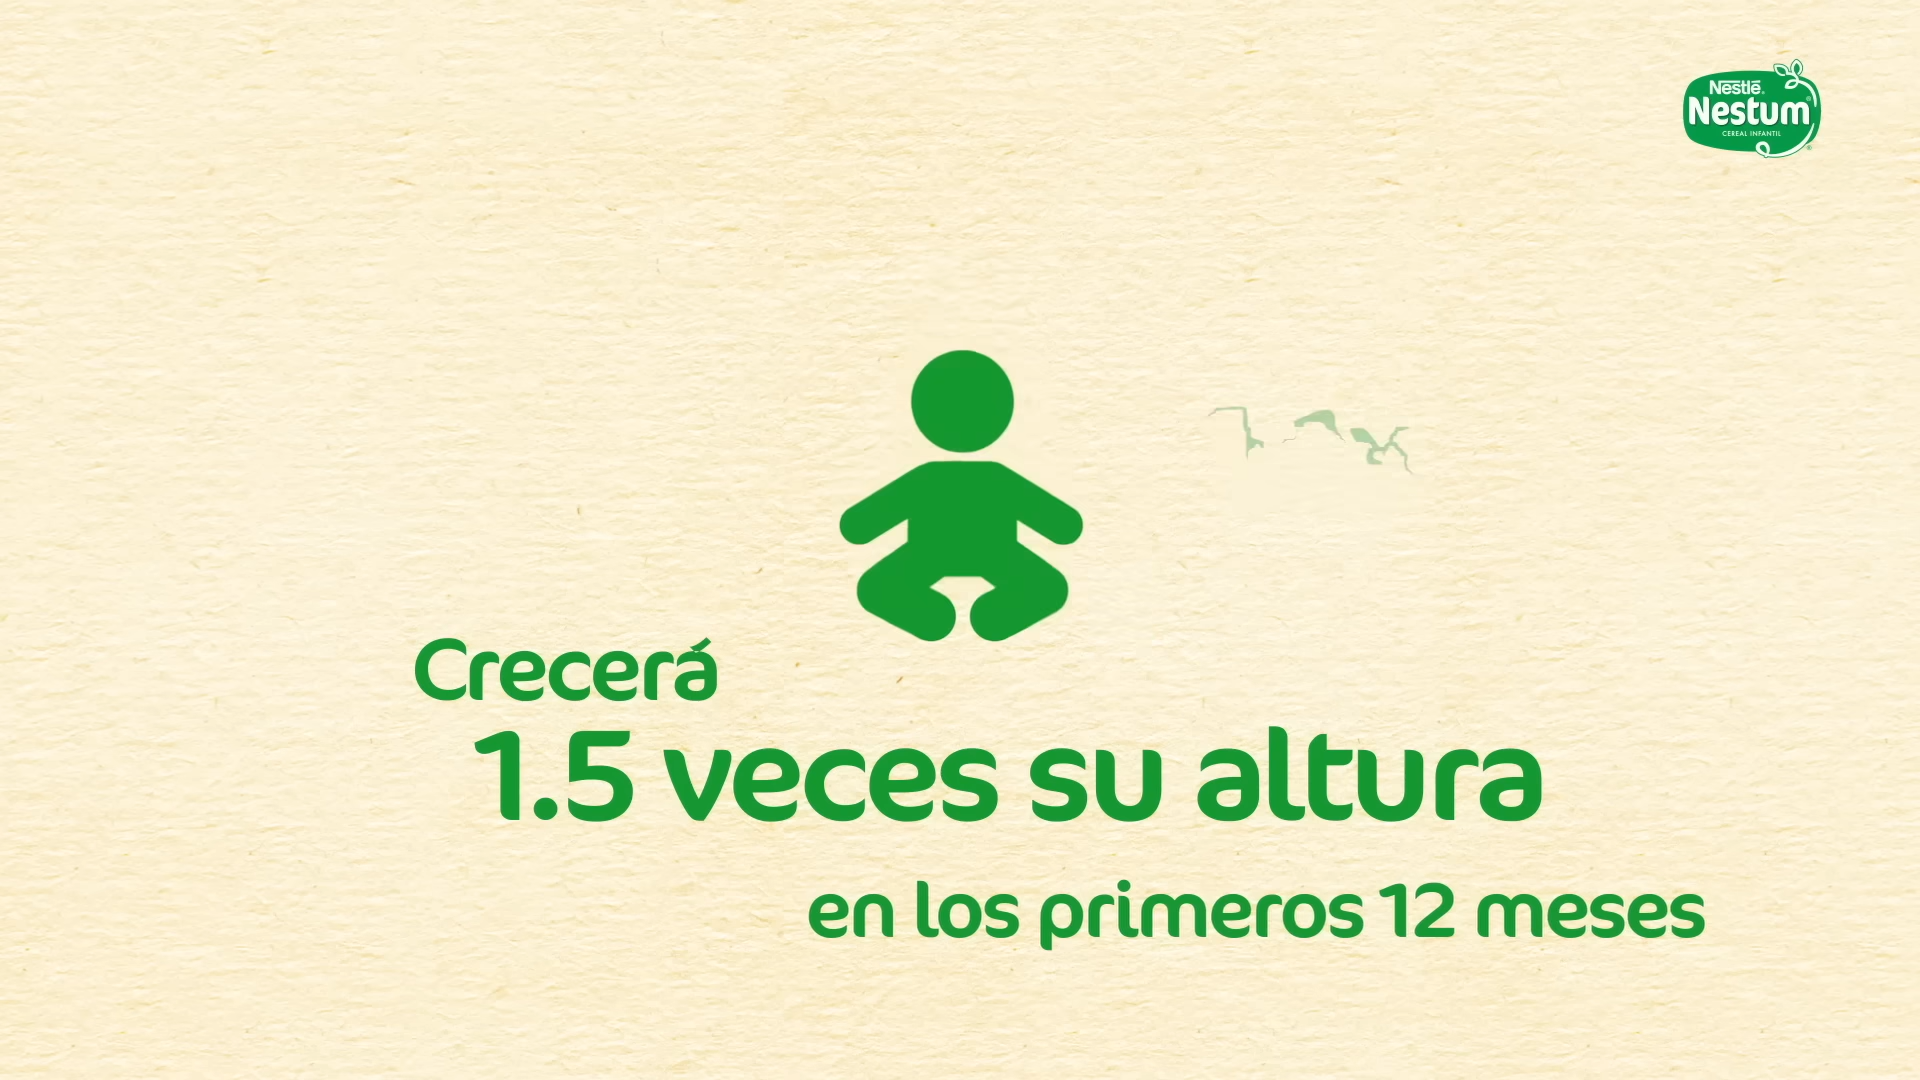 Nestlé.
Nestum®
CEREAL INFANTIL
Crecerá
1.5 veces su altura
en los primeros 12 meses